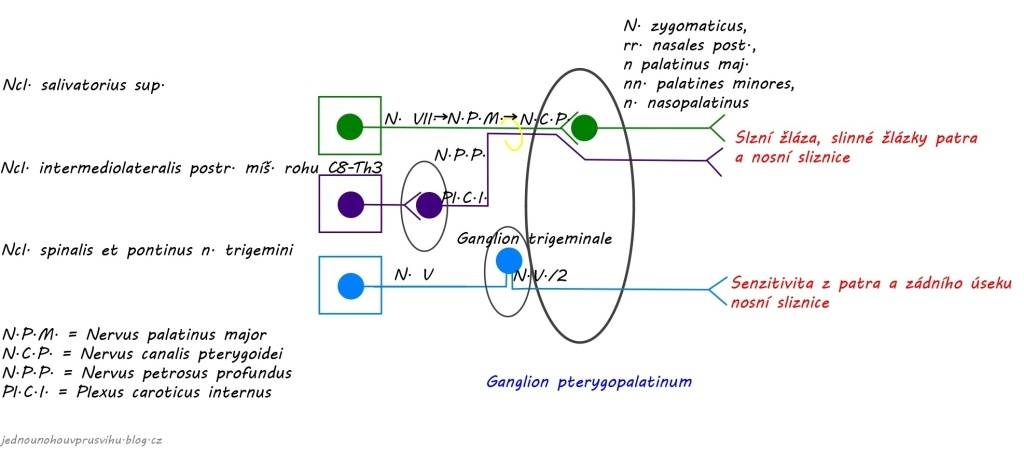 N. zygomaticus,
rr. nasales post.,
n palatinus maj.
nn. palatines minores,
n. nasopalatinus
Ncl. salivatorius sup.
N. VII→N.P.M.→N.C.P.
Slzní žláza, slinné žlázky patra
a nosní sliznice
N.P.P.
Ncl. intermediolateralis postr. míš. rohu C8-Th3
Pl.C.I.
Ganglion trigeminale
Ncl. spinalis et pontinus n. trigemini
N. V
N.V./2
Senzitivita z patra a zádního úseku
nosní sliznice
N.P.M. = Nervus palatinus major
N.C.P. = Nervus canalis pterygoidei
N.P.P. = Nervus petrosus profundus
Pl.C.I. = Plexus caroticus internus
Ganglion pterygopalatinum
jednounohouvprusvihu.blog.cz